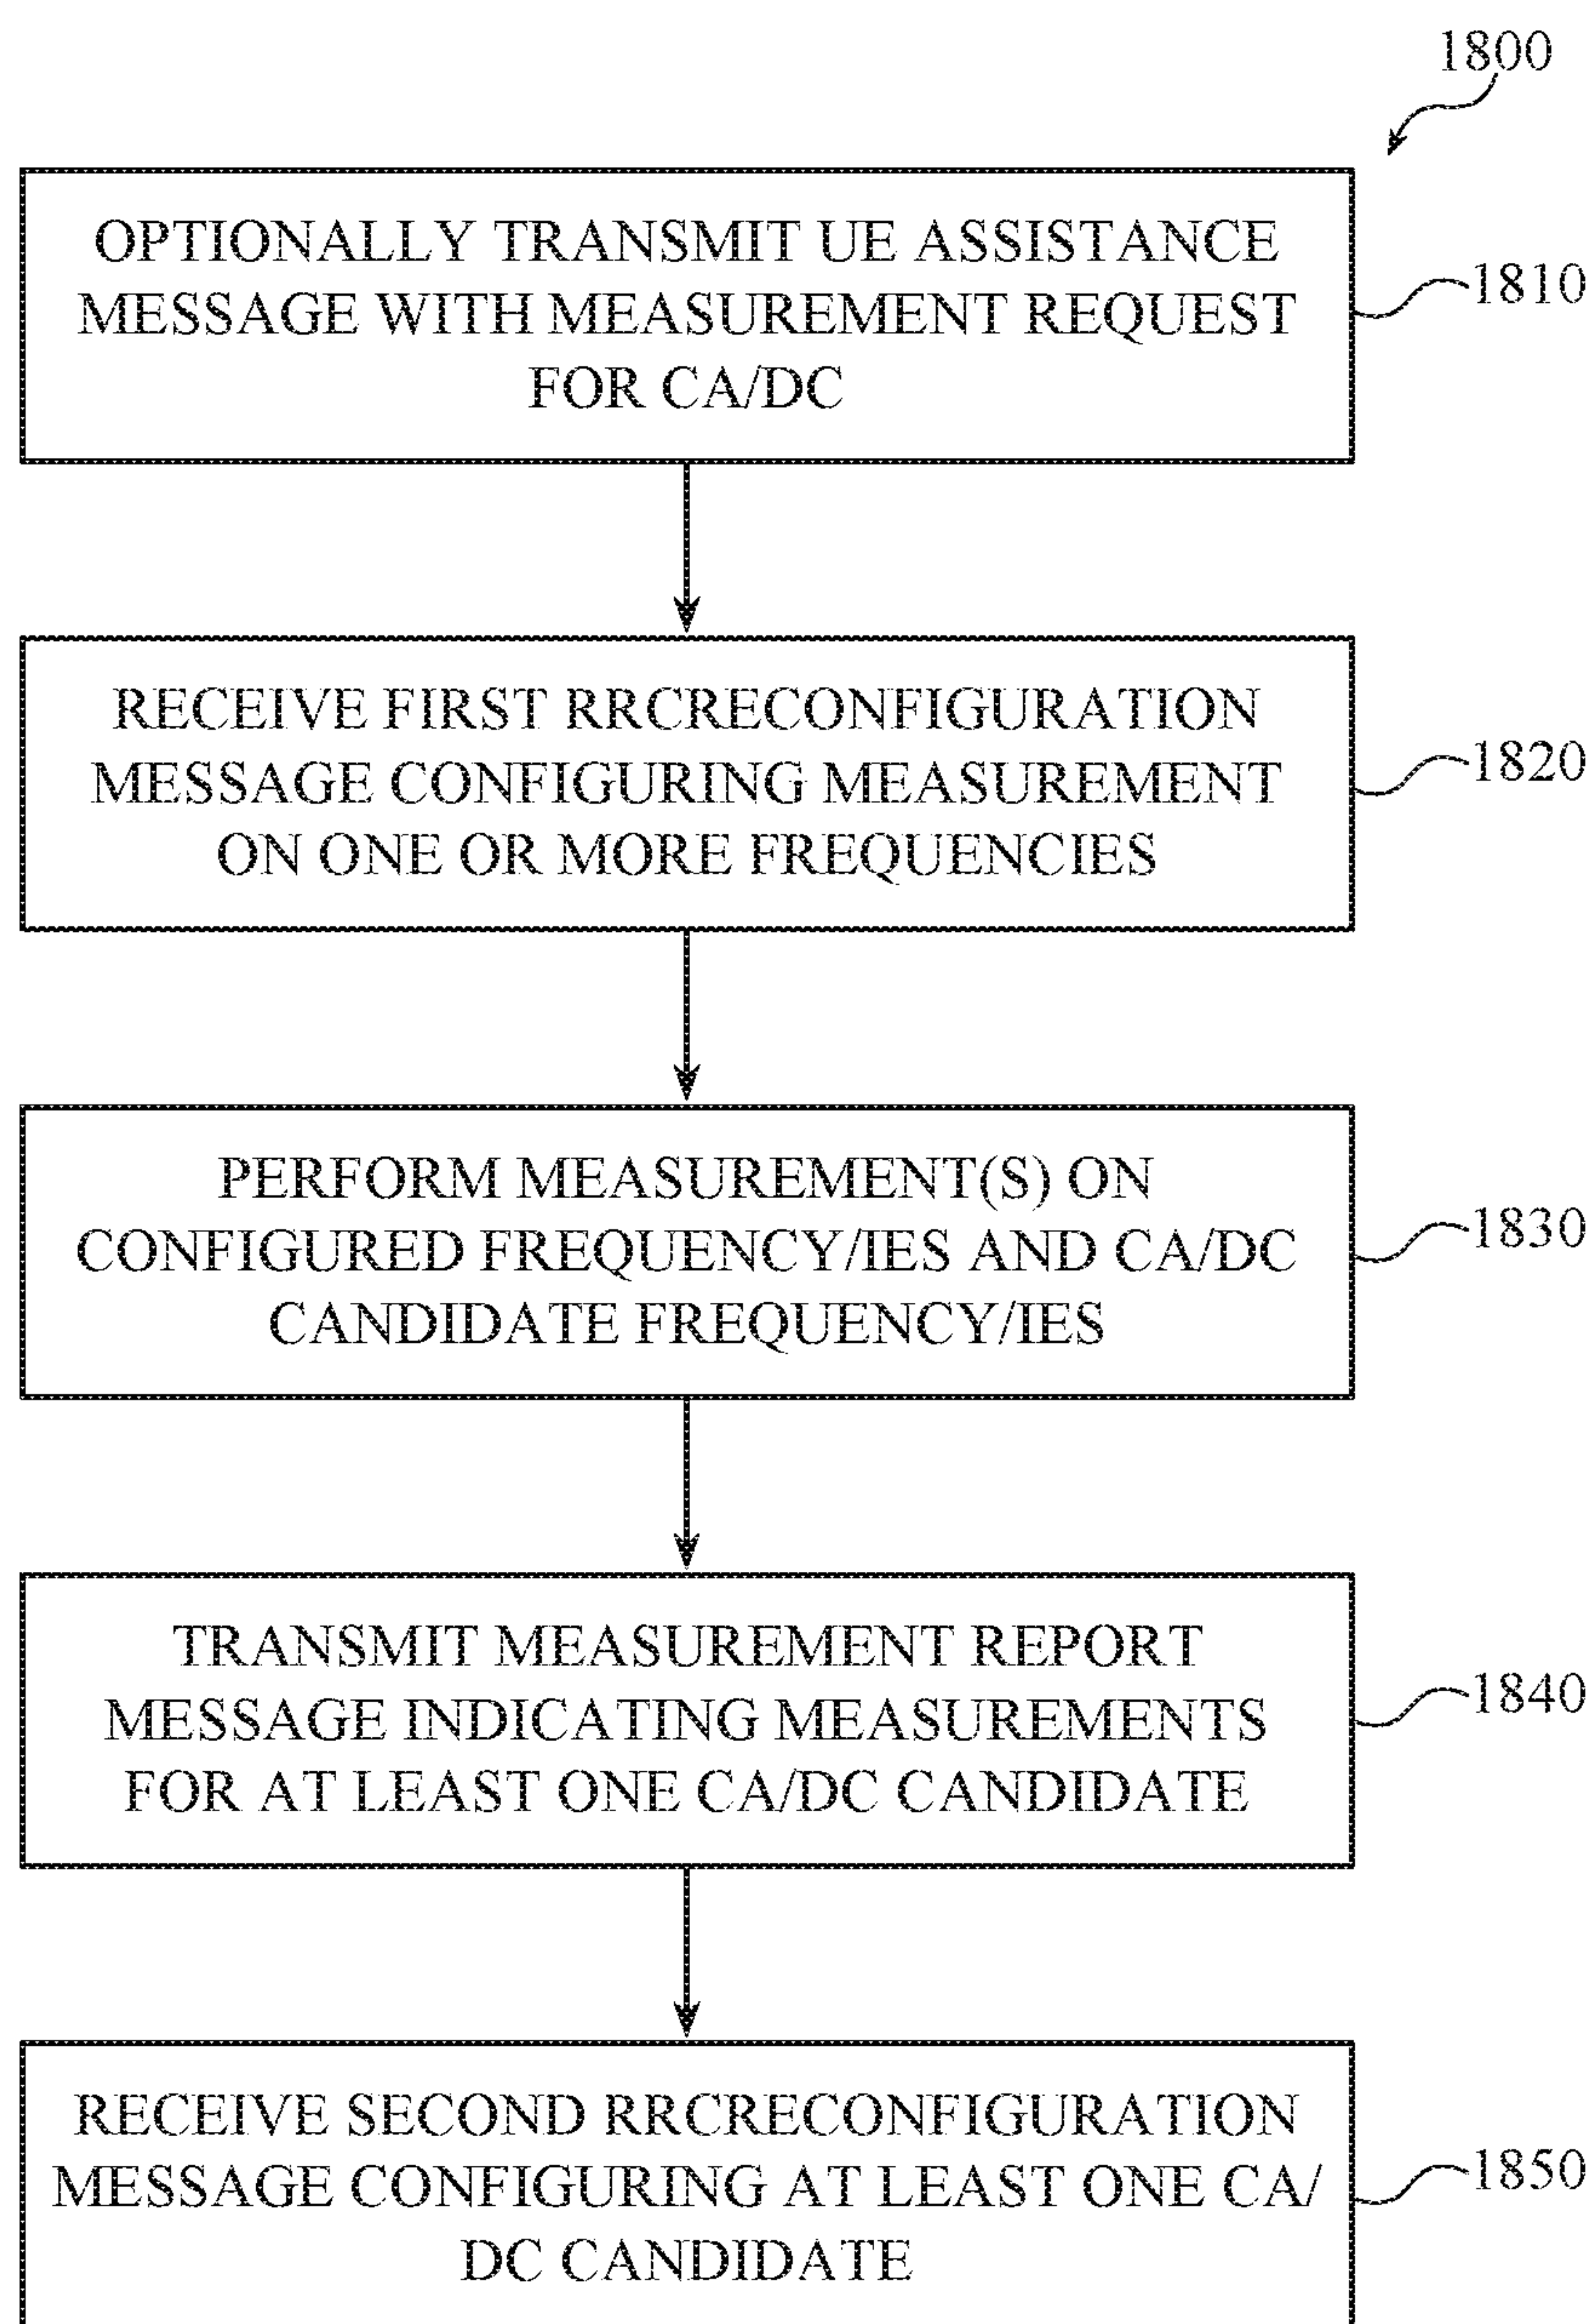 1800
OPTIONALLY TRANSMIT UE ASSISTANCE
MESSAGE WITH MEASUREMENT REQUEST
FOR CA/DC
1810
RECEIVE FIRST RRCRECONFIGURATION
MESSAGE CONFIGURING MEASUREMENT
ON ONE OR MORE FREQUENCIES
1820
PERFORM MEASUREMENT(S) ON
CONFIGURED FREQUENCY/IES AND CA/DC
CANDIDATE FREQUENCY/IES
1830
TRANSMIT MEASUREMENT REPORT
MESSAGE INDICATING MEASUREMENTS
FOR AT LEAST ONE CA/DC CANDIDATE
1840
RECEIVE SECOND RRCRECONFIGURATION
MESSAGE CONFIGURING AT LEAST ONE CA/
DC CANDIDATE
1850